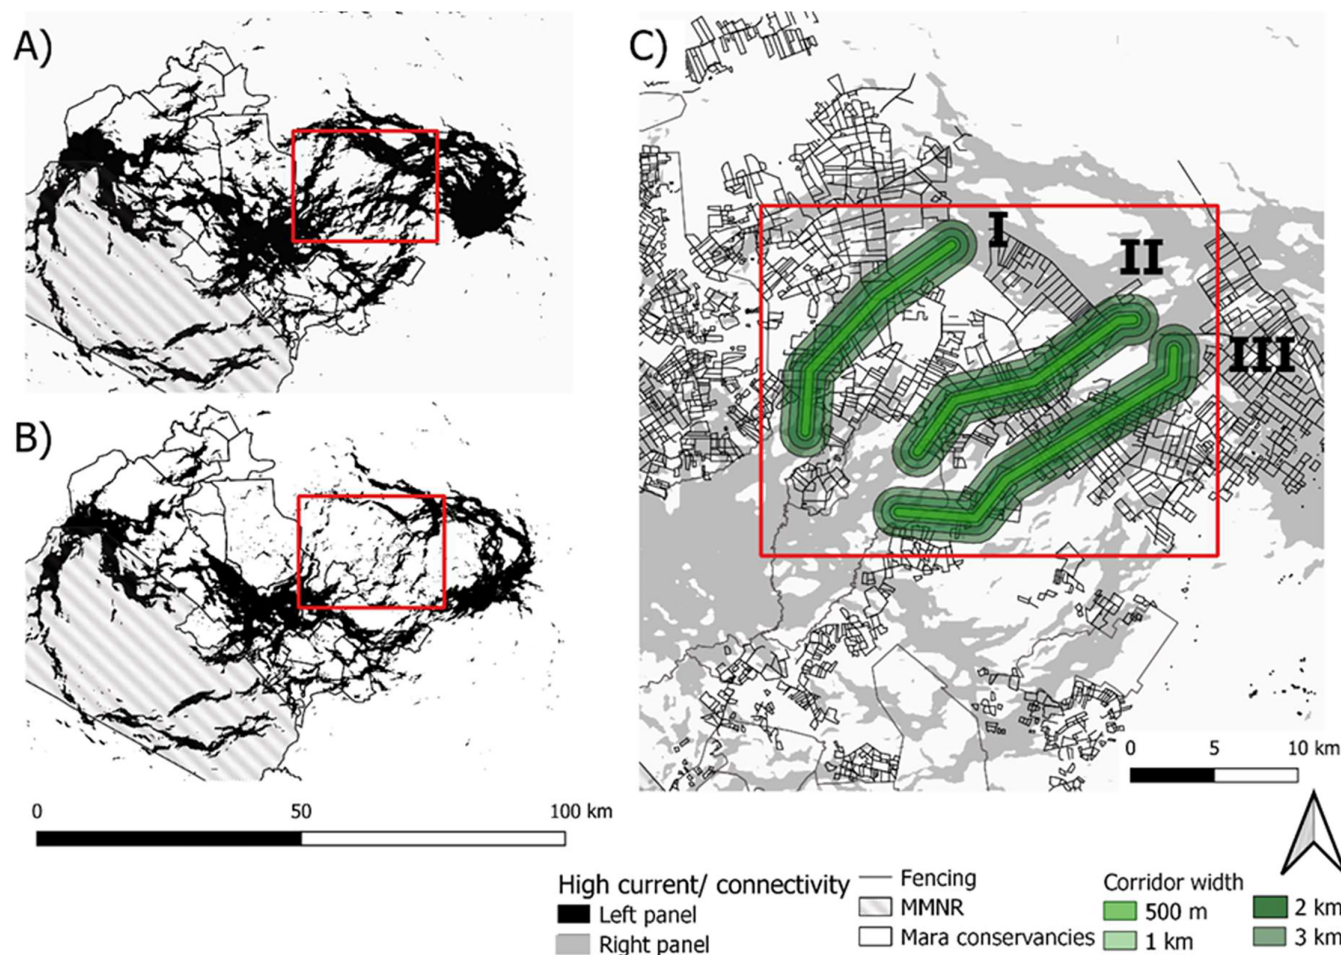 A)
C)
I
II
III
B)
0 5 10 km
0 50 100 km
High current/ connectivity
Left panel
Right panel
Fencing
MMNR
Mara conservancies
Corridor width
500 m
1 km
2 km
3 km